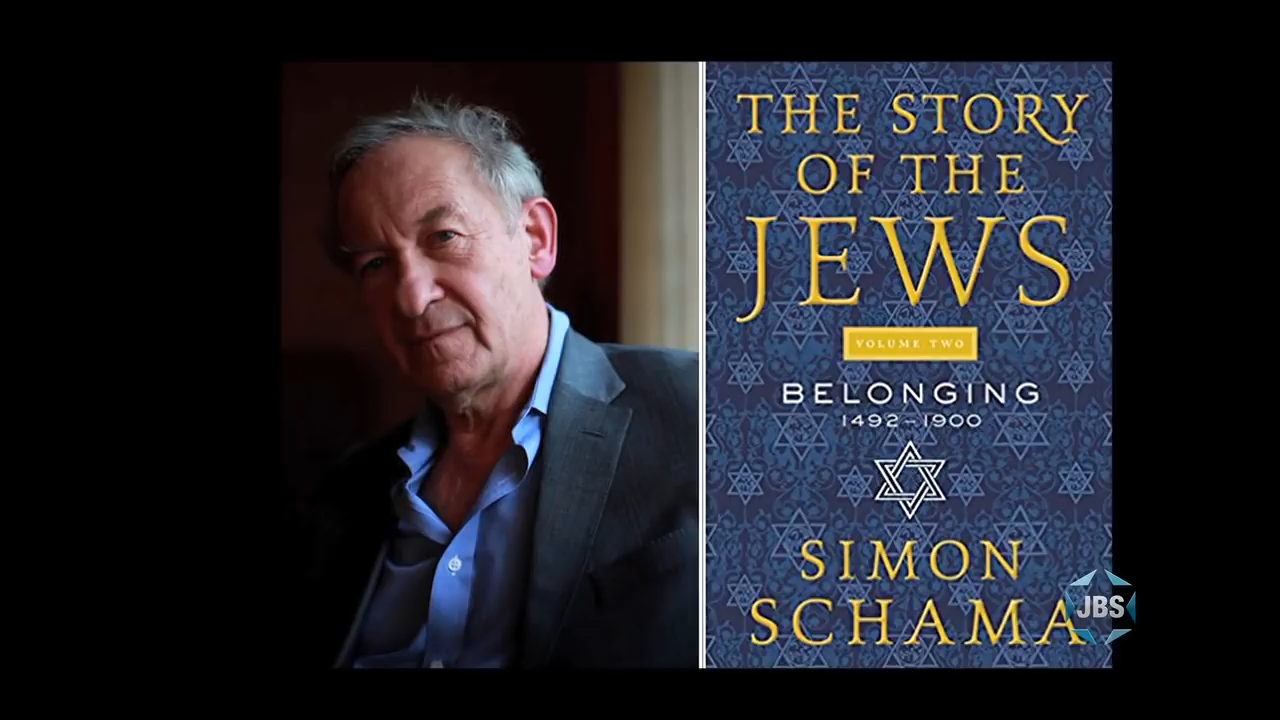 THE STORY
OF THE
JEWS
VOLUME TWO
BELONGING
1492–1900
SIMON
SCHAMA
JBS